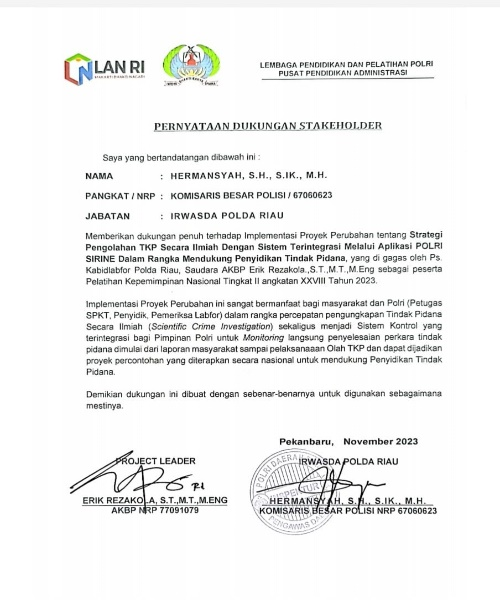 LAN RI
LEMBAGA PENDIDIKAN DAN PELATIHAN POLRI
PUSAT PENDIDIKAN ADMINISTRASI
PERNYATAAN DUKUNGAN STAKEHOLDER
Saya yang bertandatangan dibawah ini :
NAMA : HERMANSYAH, S.H., S.IK., M.H.
PANGKAT / NRP : KOMISARIS BESAR POLISI / 67060623
JABATAN : IRWASDA POLDA RIAU
Memberikan dukungan penuh terhadap Implementasi Proyek Perubahan tentang Strategi
Pengolahan TKP Secara Ilmiah Dengan Sistem Terintegrasi Melalui Aplikasi POLRI
SIRINE Dalam Rangka Mendukung Penyidikan Tindak Pidana, yang di gagas oleh Ps.
Kabidlabfor Polda Riau, Saudara AKBP Erik Rezakola.,S.T.,M.T.,M.Eng sebagai peserta
Pelatihan Kepemimpinan Nasional Tingkat II angkatan XXVIII Tahun 2023.
Implementasi Proyek Perubahan ini sangat bermanfaat bagi masyarakat dan Polri (Petugas
SPKT, Penyidik, Pemeriksa Labfor) dalam rangka percepatan pengungkapan Tindak Pidana
Secara Ilmiah (Scientific Crime Investigation) sekaligus menjadi Sistem Kontrol yang
terintegrasi bagi Pimpinan Polri untuk Monitoring langsung penyelesaian perkara tindak
pidana dimulai dari laporan masyarakat sampai pelaksanaaan Olah TKP dan dapat dijadikan
proyek percontohan yang diterapkan secara nasional untuk mendukung Penyidikan Tindak
Pidana.
Demikian dukungan ini dibuat dengan sebenar-benarnya untuk digunakan sebagaimana
mestinya.
Pekanbaru, November 2023
PROJECT LEADER
ERIK REZAKOLA, S.T.,M.T.,M.ENG
AKBP NRP 77091079
IRWASDA POLDA RIAU
HERMANSYAH, S.H., S.IK., M.H.
KOMISARIS BESAR POLISI NRP 67060623